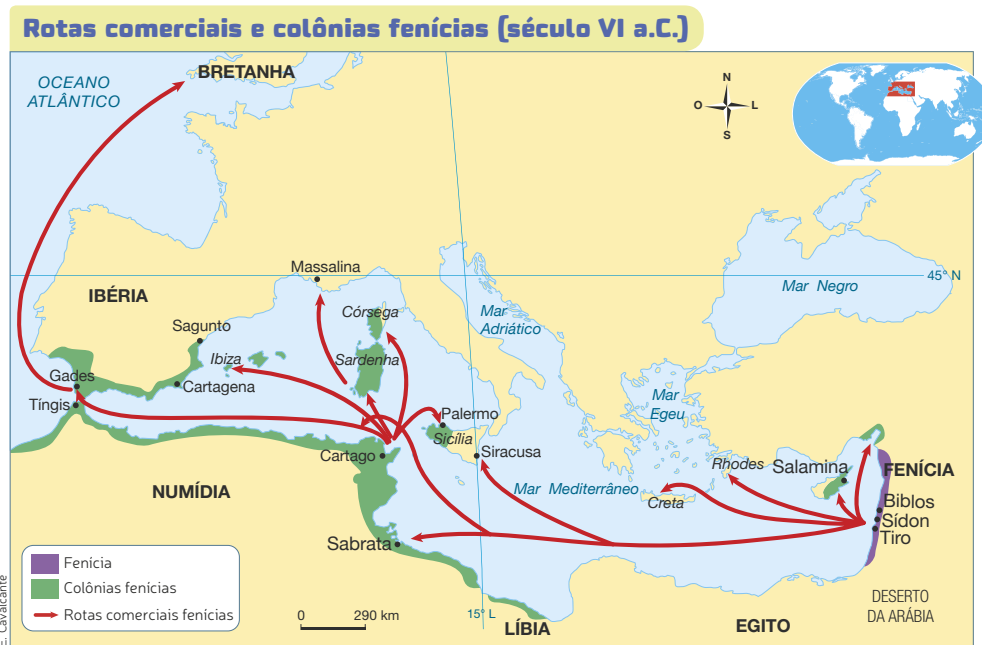 Rotas comerciais e colônias fenícias (século VI a.C.)
OCEANO
ATLÂNTICO
BRETANHA
N
O
L
S
Massalina
45° N
IBÉRIA
Mar Negro
Córsega
Mar
Adriático
Sagunto
Ibiza
Sardenha
Gades
Cartagena
Mar
Egeu
Tíngis
Palermo
Sicília
Cartago
Siracusa
Rhodes
Salamina
FENÍCIA
NUMÍDIA
Mar Mediterrâneo
Creta
Biblos
Sídon
Tiro
Sabrata
Fenícia
Colônias fenícias
Rotas comerciais fenícias
0
290 km
15° L
LÍBIA
EGITO
DESERTO
DA ARÁBIA
E. Cavalcante